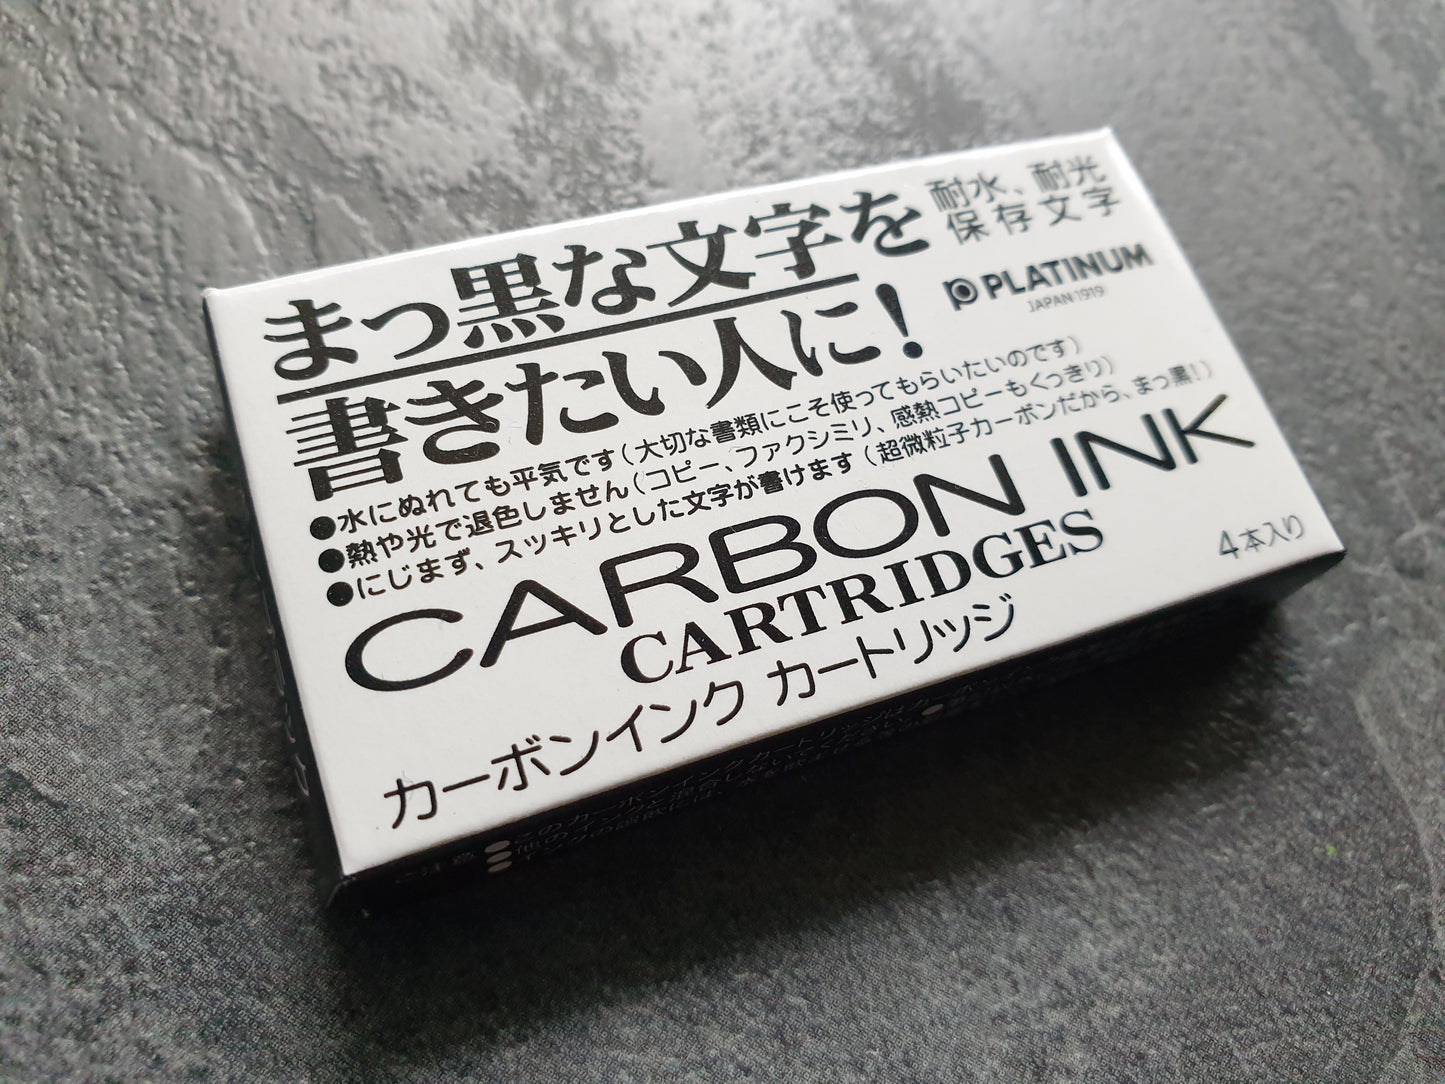 まっ黒な文字を
書きたい人に!
耐水、耐光
保存文字
PLATINUM
JAPAN 1919
●水にぬれても平気です(大切な書類にこそ使ってもらいたいのです)
●熱や光で退色しません(コピー、ファクシミリ、感熱コピーもくっきり)
●にじまず、スッキリとした文字が書けます(超微粒子カーボンだから、まっ黒!)
CARBON INK
CARTRIDGES
カーボンインク カートリッジ
4本入り